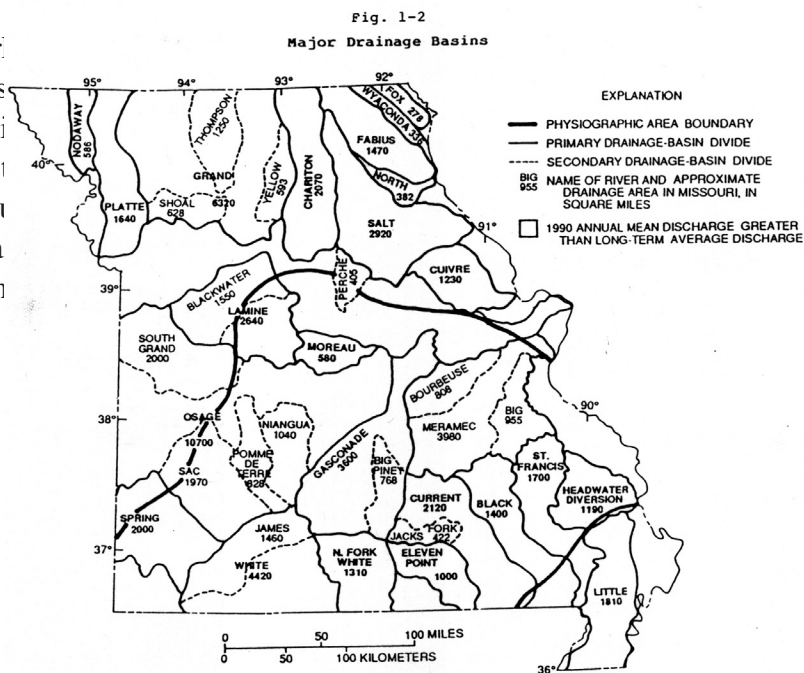 Fig. 1-2
Major Drainage Basins
95°
94°
93°
92°
EXPLANATION
PHYSIOGRAPHIC AREA BOUNDARY
PRIMARY DRAINAGE-BASIN DIVIDE
SECONDARY DRAINAGE-BASIN DIVIDE
BIG
955
NAME OF RIVER AND APPROXIMATE
DRAINAGE AREA IN MISSOURI, IN
SQUARE MILES
1990 ANNUAL MEAN DISCHARGE GREATER
THAN LONG-TERM AVERAGE DISCHARGE
NODAWAY
586
PLATTE
1640
THOMPSON
1250
GRAND
6320
SHOAL
628
YELLOW
593
CHARITON
2070
FOX 278
WYACONDA
FABIUS
1470
NORTH
382
SALT
2920
40°
91°
CUIVRE
1230
PERCHE
405
39°
BLACKWATER
1550
LAMINE
2640
SOUTH
GRAND
2000
MOREAU
580
BOURBEUSE
808
MERAMEC
3980
BIG
955
90°
38°
OSAGE
10700
NIANGUA
1040
POMME
DE
TERRE
828
SAC
1970
GASCONADE
3600
BIG
PINET
768
ST.
FRANCIS
1700
HEADWATER
DIVERSION
1190
CURRENT
2120
BLACK
1400
SPRING
2000
37°
JAMES
1460
JACKS
FORK
422
WHITE
4420
N. FORK
WHITE
1310
ELEVEN
POINT
1000
LITTLE
1810
0 50 100 MILES
0 50 100 KILOMETERS
36°